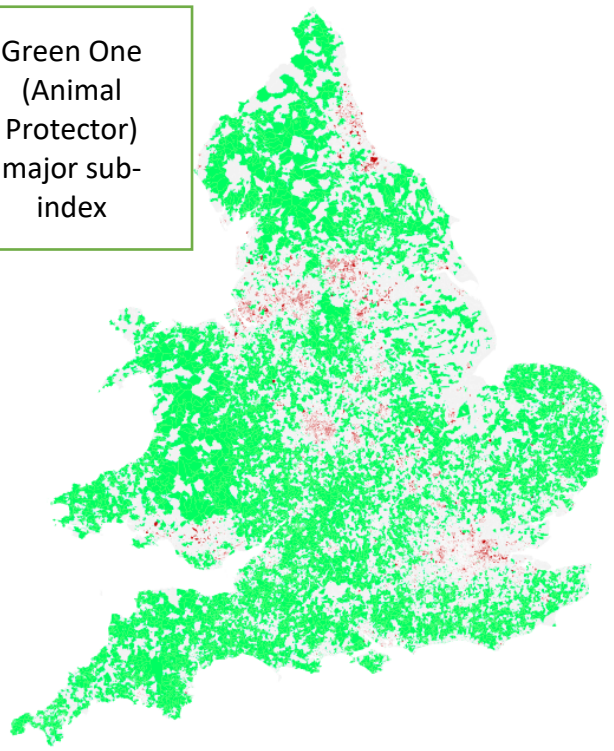 Green One
(Animal
Protector)
major sub-
index